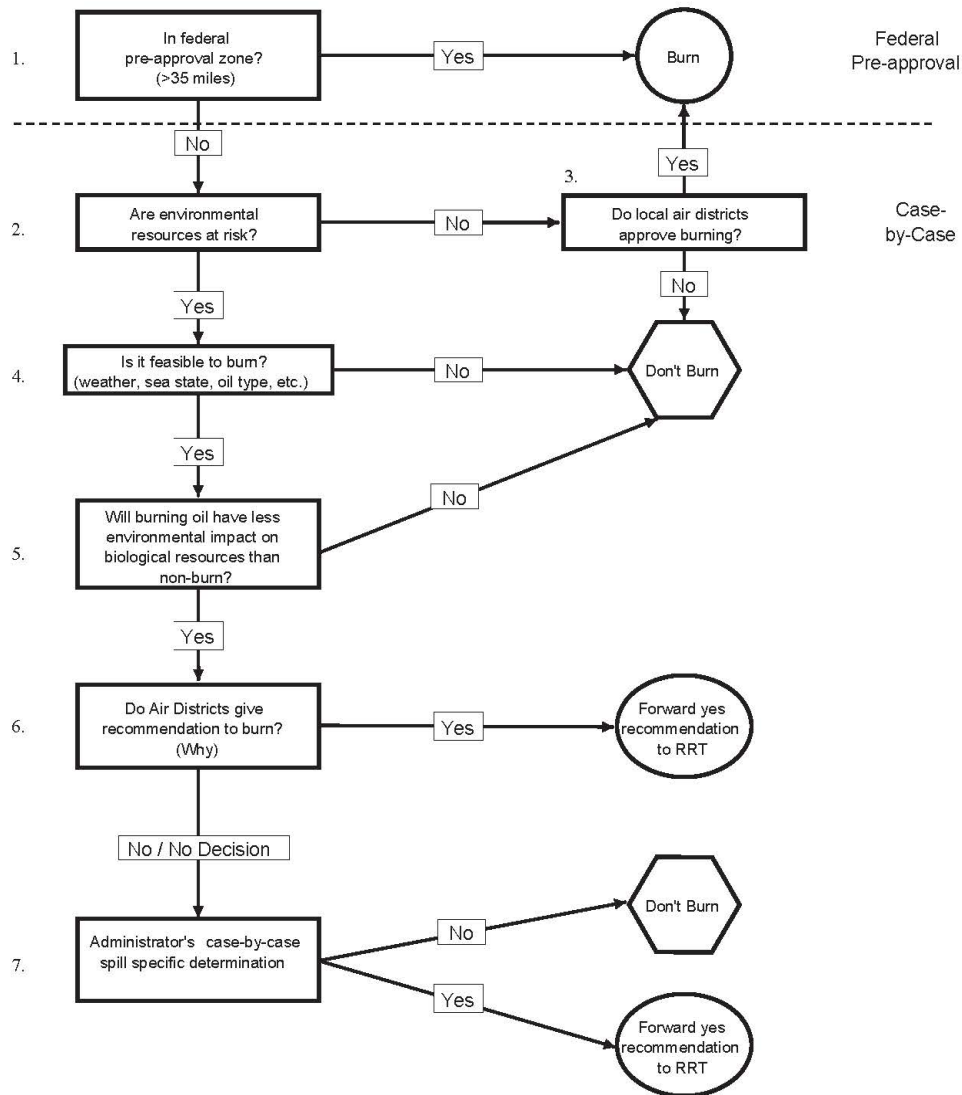 1.
In federal
pre-approval zone?
(>35 miles)
Yes
Burn
Federal
Pre-approval
No
Yes
2.
Are environmental
resources at risk?
No
3.
Do local air districts
approve burning?
Case-
by-Case
No
Yes
4.
Is it feasible to burn?
(weather, sea state, oil type, etc.)
No
Don't Burn
Yes
5.
Will burning oil have less
environmental impact on
biological resources than
non-burn?
No
Yes
6.
Do Air Districts give
recommendation to burn?
(Why)
Yes
Forward yes
recommendation
to RRT
No / No Decision
7.
Administrator's case-by-case
spill specific determination
No
Don't Burn
Yes
Forward yes
recommendation
to RRT